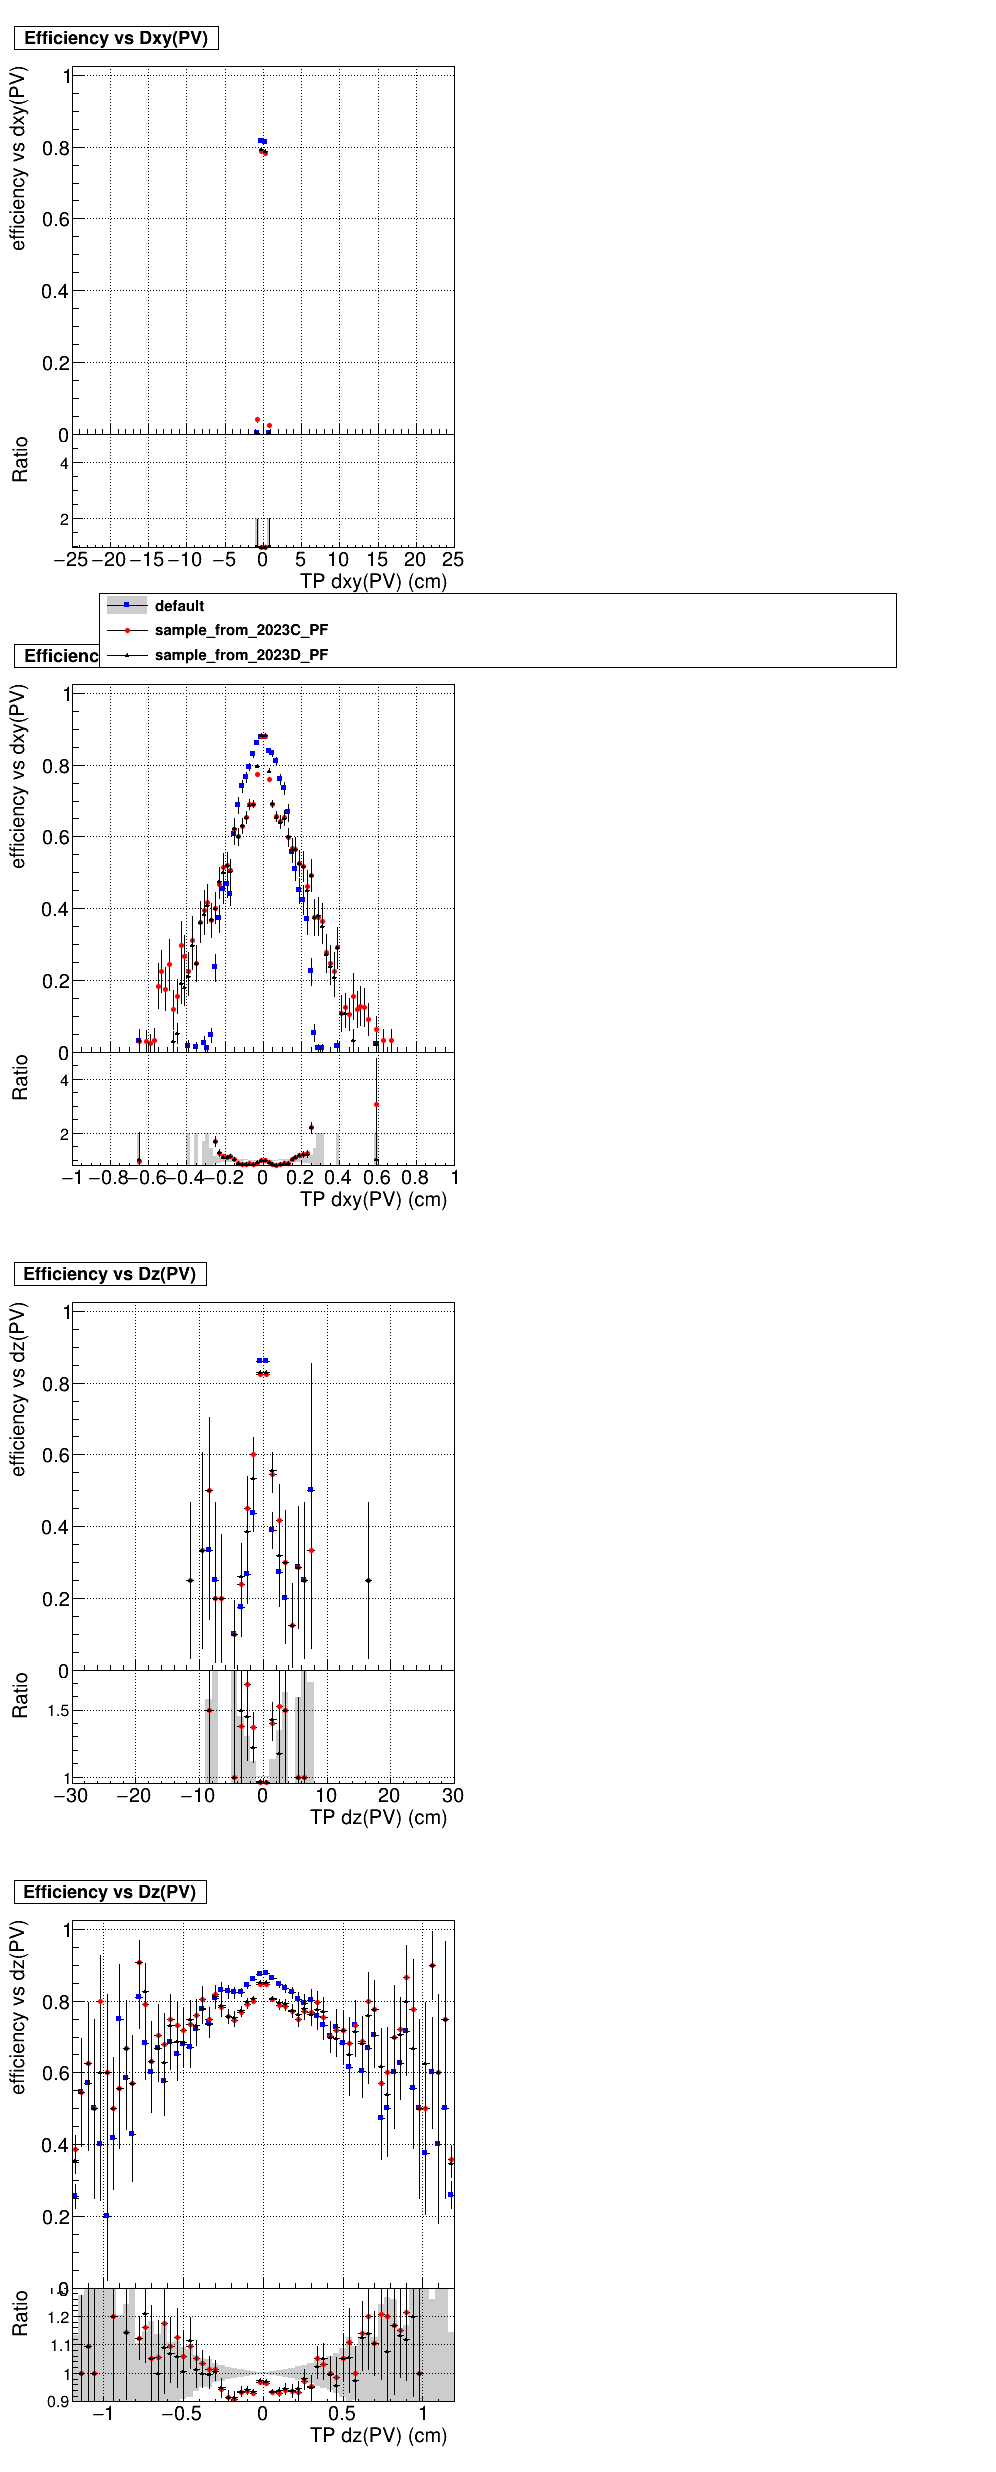 Efficiency vs Dxy(PV)
efficiency vs dxy(PV)
1
0.8
0.6
0.4
0.2
0
Ratio
4
2
−25 −20 −15 −10 −5 0 5 10 15 20 25
TP dxy(PV) (cm)
default
sample_from_2023C_PF
sample_from_2023D_PF
Efficienc
efficiency vs dxy(PV)
1
0.8
0.6
0.4
0.2
0
Ratio
4
2
−1 −0.8 −0.6 −0.4 −0.2 0 0.2 0.4 0.6 0.8 1
TP dxy(PV) (cm)
Efficiency vs Dz(PV)
efficiency vs dz(PV)
1
0.8
0.6
0.4
0.2
0
Ratio
1.5
1
−30 −20 −10 0 10 20 30
TP dz(PV) (cm)
Efficiency vs Dz(PV)
efficiency vs dz(PV)
1
0.8
0.6
0.4
0.2
0
Ratio
1.2
1.1
1
0.9
−1 −0.5 0 0.5 1
TP dz(PV) (cm)